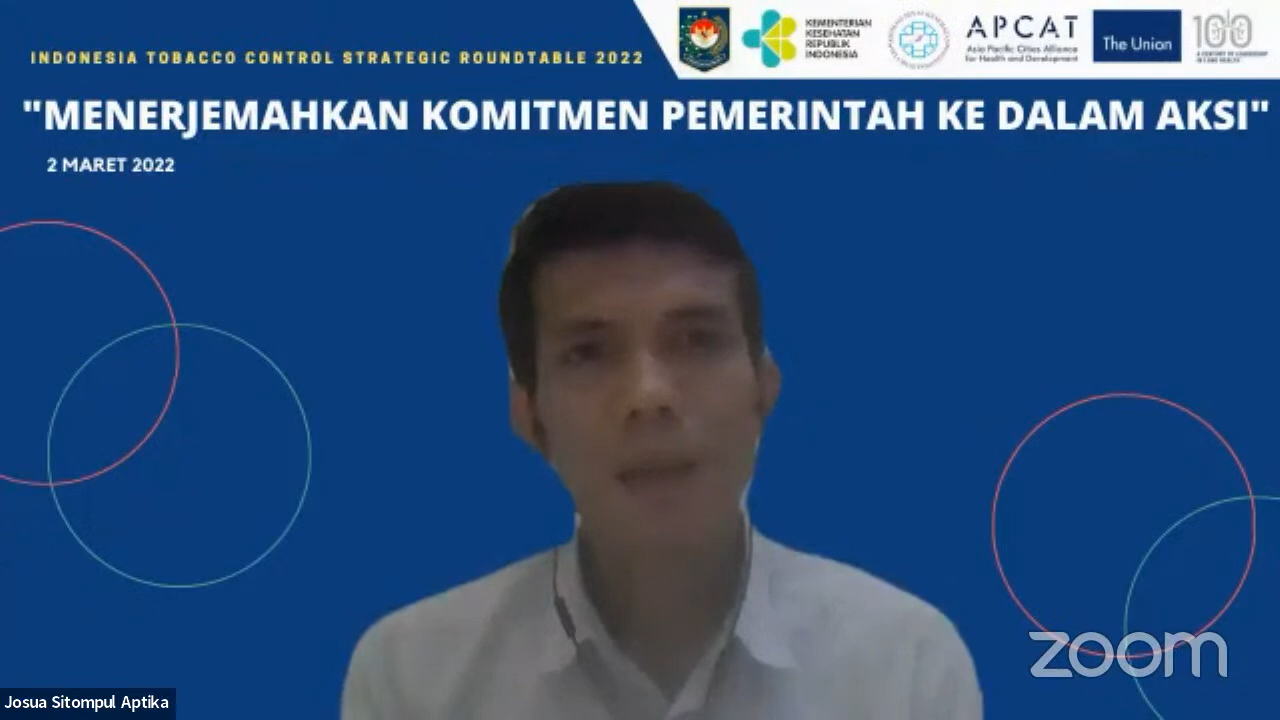 INDONESIA TOBACCO CONTROL STRATEGIC ROUNDTABLE 2022
KEMENTERIAN
KESEHATAN
REPUBLIK
INDONESIA
APCAT
Asia Pacific Cities Alliance
for Health and Development
The Union
100
"MENERJEMAHKAN KOMITMEN PEMERINTAH KE DALAM AKSI"
2 MARET 2022
zoom
Josua Sitompul Aptika